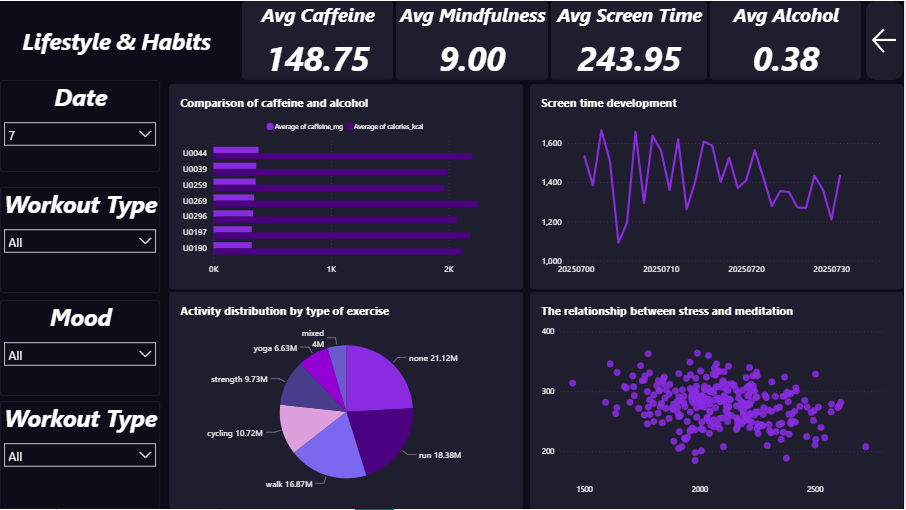 Lifestyle & Habits
Avg Caffeine
148.75
Avg Mindfulness
9.00
Avg Screen Time
243.95
Avg Alcohol
0.38
Date
7
Workout Type
All
Mood
All
Workout Type
All
Comparison of caffeine and alcohol
Average of caffeine_mg
Average of calories_kcal
U0044
U0039
U0259
U0269
U0296
U0197
U0190
0K
1K
2K
Screen time development
1,600
1,400
1,200
1,000
20250700
20250710
20250720
20250730
Activity distribution by type of exercise
mixed
4M
yoga 6.63M
strength 9.73M
cycling 10.72M
walk 16.87M
run 18.38M
none 21.12M
The relationship between stress and meditation
400
300
200
1500
2000
2500